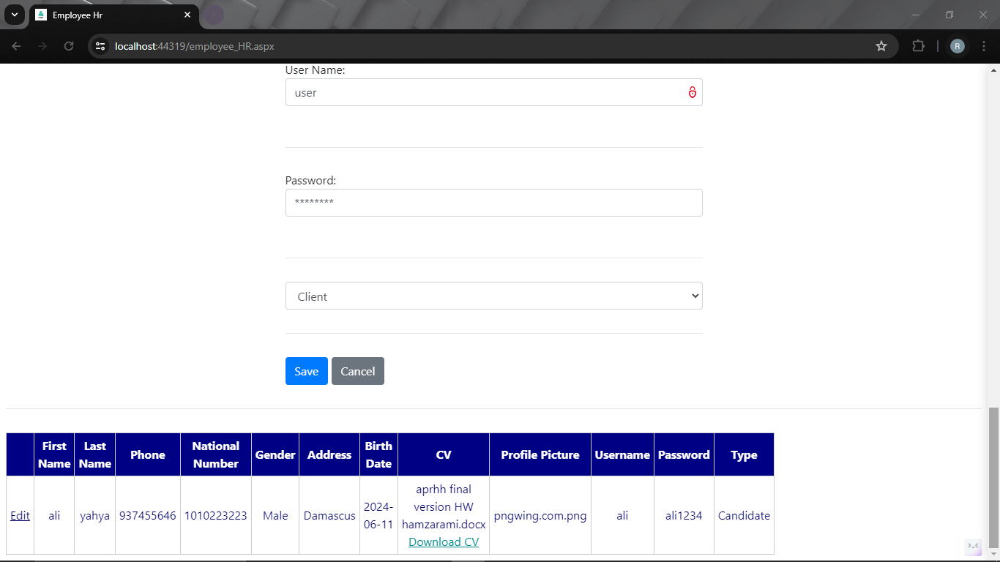 Employee Hr
localhost:44319/employee_HR.aspx
R
User Name:
user
Password:
********
Client
Save Cancel
First Name Last Name Phone National Number Gender Address Birth Date CV Profile Picture Username Password Type
Edit ali yahya 937455646 1010223223 Male Damascus 2024-06-11 aprhh final version HW hamzarami.docx Download CV pngwing.com.png ali ali1234 Candidate